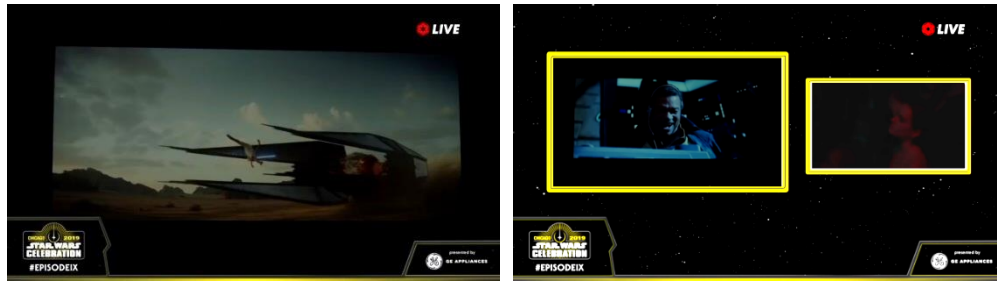 LIVE
CHICAGO 2019
STAR WARS
CELEBRATION
#EPISODEIX
presented by
GE APPLIANCES
LIVE
CHICAGO 2019
STAR WARS
CELEBRATION
#EPISODEIX
presented by
GE APPLIANCES